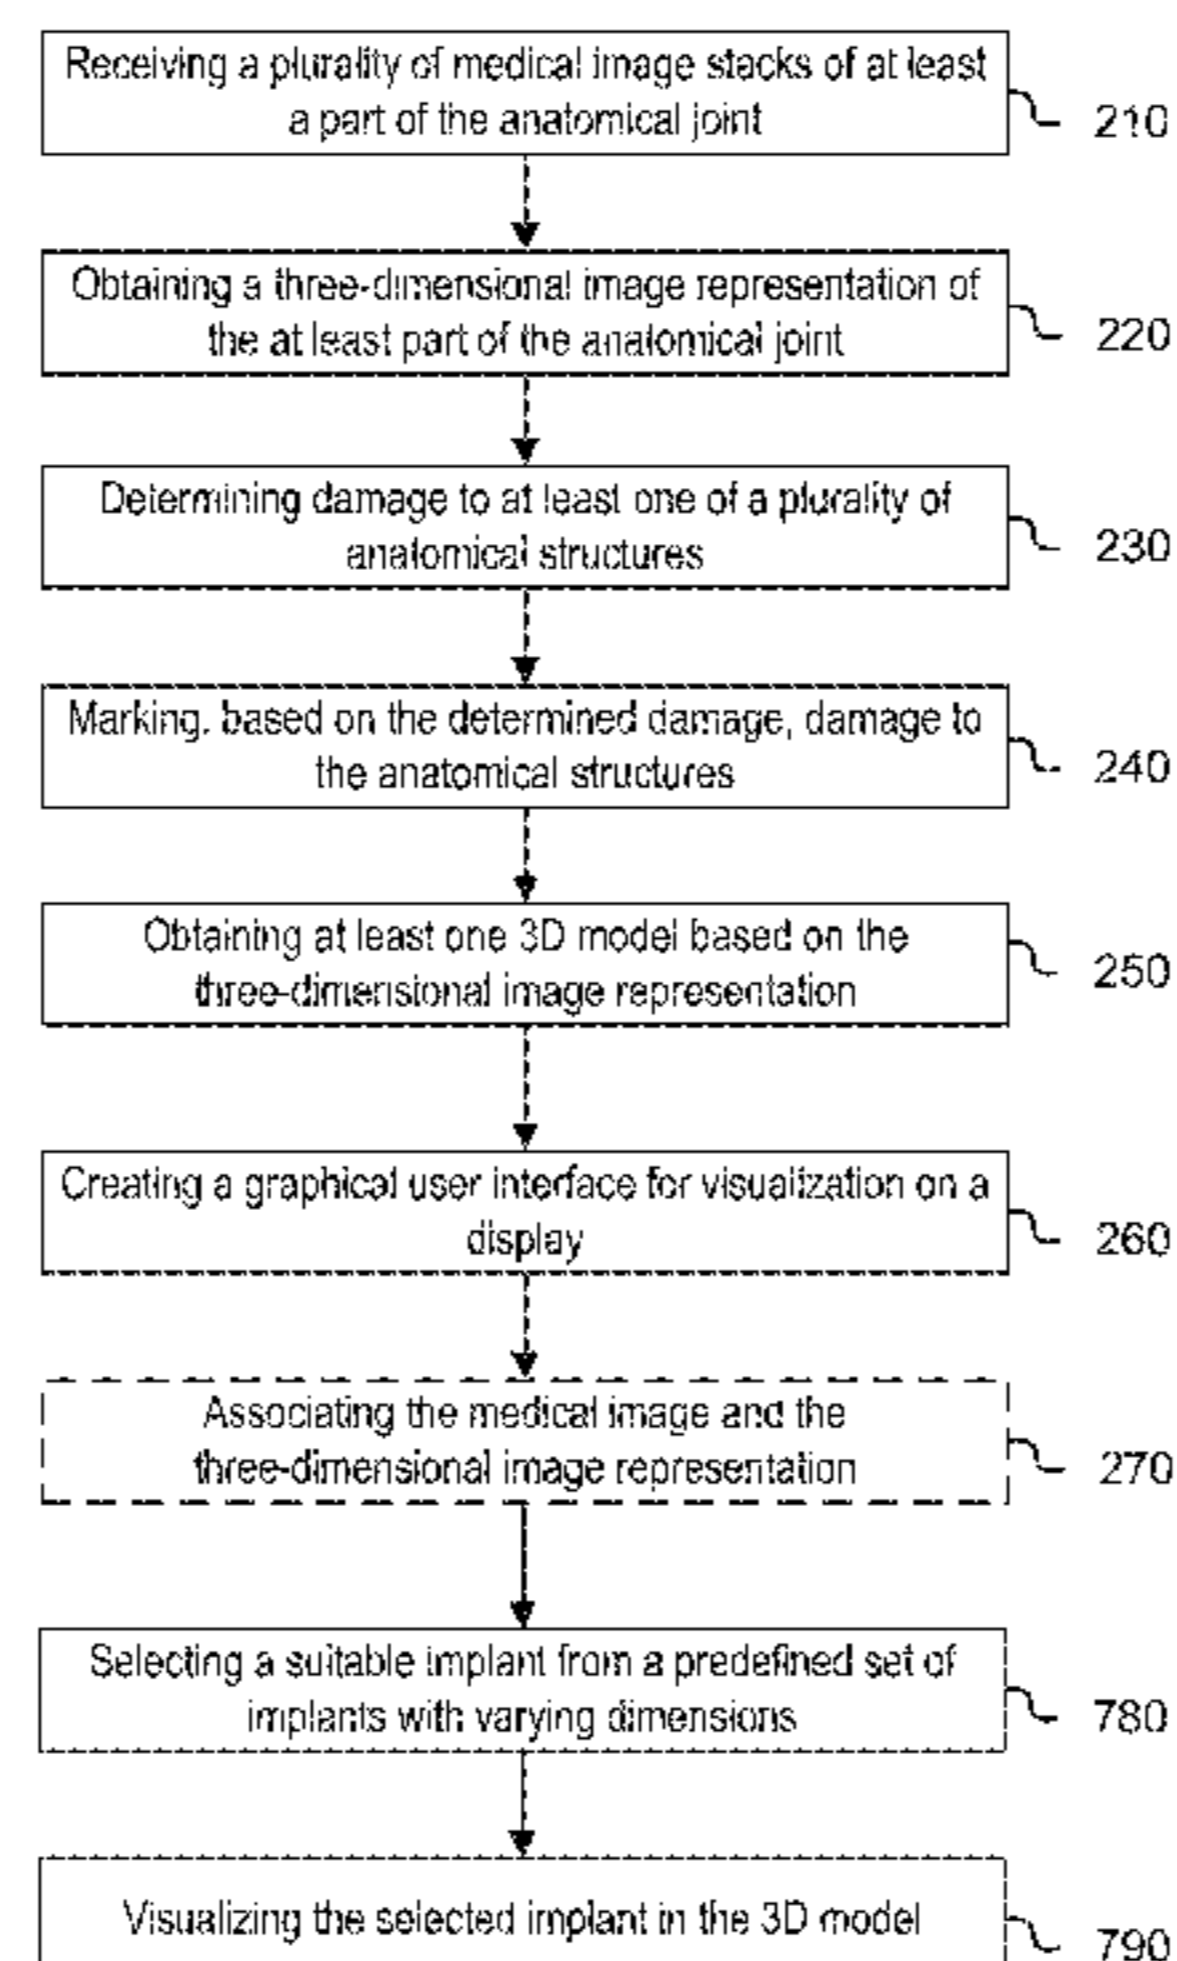 Receiving a plurality of medical image stacks of at least
a part of the anatomical joint
210
Obtaining a three-dimensional image representation of
the at least part of the anatomical joint
220
Determining damage to at least one of a plurality of
anatomical structures
230
Marking, based on the determined damage, damage to
the anatomical structures
240
Obtaining at least one 3D model based on the
three-dimensional image representation
250
Creating a graphical user interface for visualization on a
display
260
Associating the medical image and the
three-dimensional image representation
270
Selecting a suitable implant from a predefined set of
implants with varying dimensions
780
Visualizing the selected implant in the 3D model
790